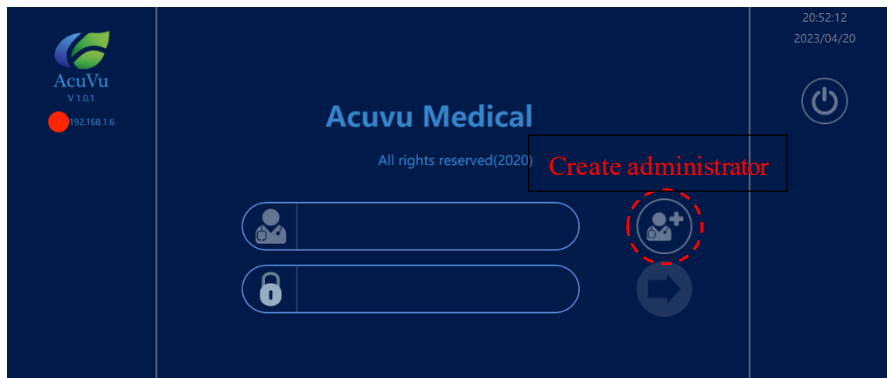 AcuVu
V 1.0.1
192.168.1.6
Acuvu Medical
All rights reserved(2020)
Create administrator
20:52:12
2023/04/20